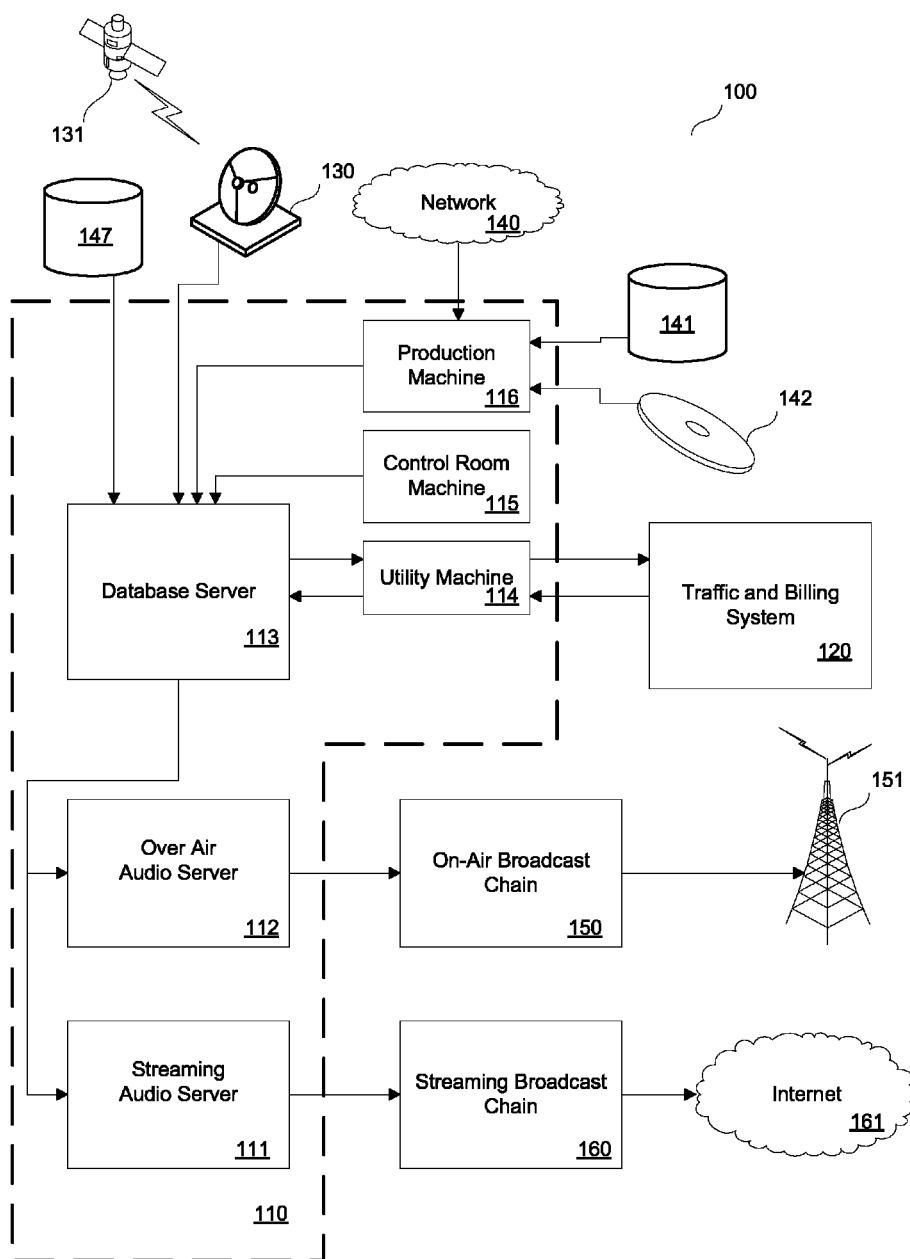 100
131
130
147
Network
140
141
Production
Machine
116
142
Control Room
Machine
115
Database Server
113
Utility Machine
114
Traffic and Billing
System
120
151
Over Air
Audio Server
112
On-Air Broadcast
Chain
150
Streaming
Audio Server
111
Streaming Broadcast
Chain
160
Internet
161
110